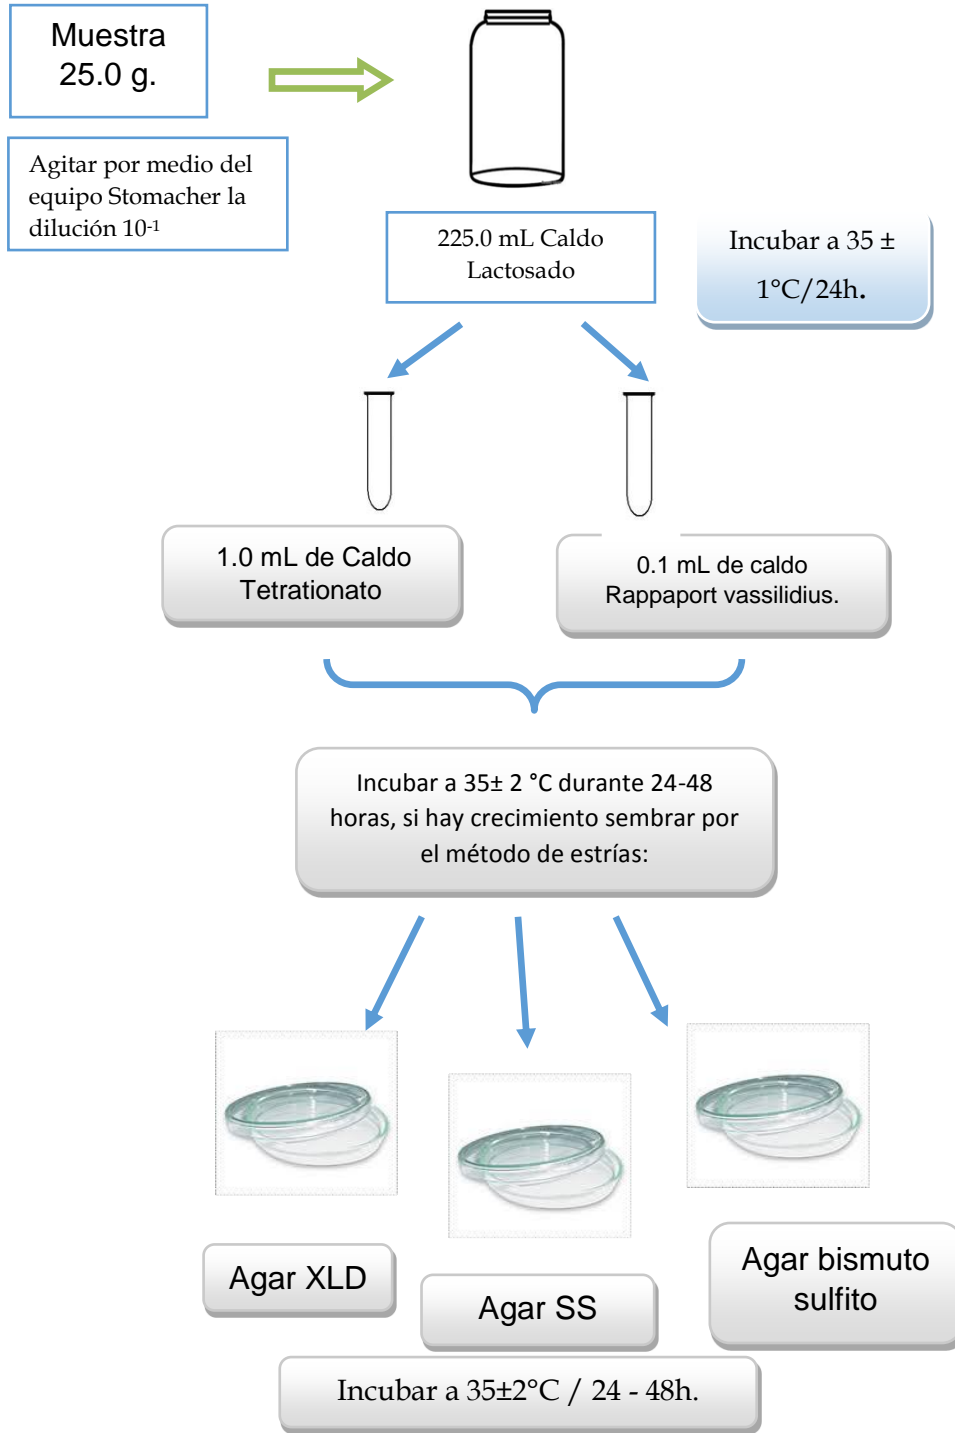 Muestra
25.0 g.
Agitar por medio del
equipo Stomacher la
dilución 10⁻¹
225.0 mL Caldo
Lactosado
Incubar a 35 ±
1°C/24h.
1.0 mL de Caldo
Tetrationato
0.1 mL de caldo
Rappaport vassilidius.
Incubar a 35± 2 °C durante 24-48
horas, si hay crecimiento sembrar por
el método de estrías:
Agar XLD
Agar SS
Agar bismuto
sulfito
Incubar a 35±2°C / 24 - 48h.